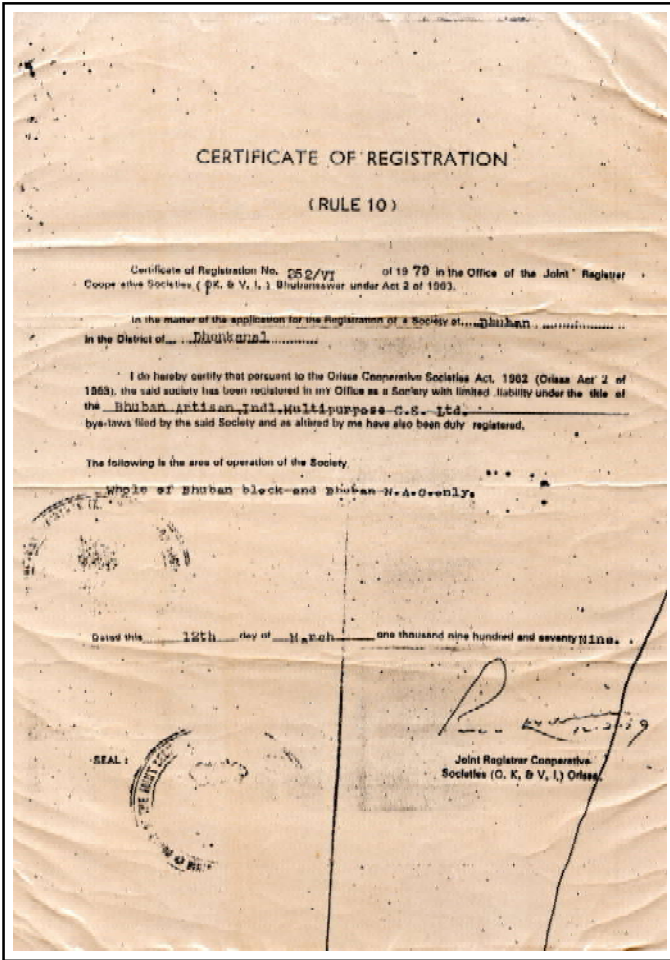 CERTIFICATE OF REGISTRATION
( RULE 10 )
Certificate of Registration No. 252/VI of 19 79 in the Office of the Joint Registrar
Coope ative Societies ( OK. & V, I. ) Bhubaneswar under Act 2 of 1963.
In the matter of the application for the Registration of a Society at....Bhuban ..................
in the District of.... Dhenkanal..............
I do hereby certify that pursuant to the Orissa Cooperative Societies Act, 1962 (Orissa Act 2 of
1963), the said society has been registered in my Office as a Society with limited liability under the title of
the Bhuban Artisan Indl.Multipurpose C.S. Ltd.
bye-laws filed by the said Society and as altered by me have also been duly registered.
The following is the area of operation of the Society.
Whole of Bhuban block and Bhuban N.A.C.only.
Dated this 12th day of March one thousand nine hundred and seventy Nine.
SEAL :
THE JOINT
Joint Registrar Cooperative
Societies (O. K, & V, I,) Orissa.